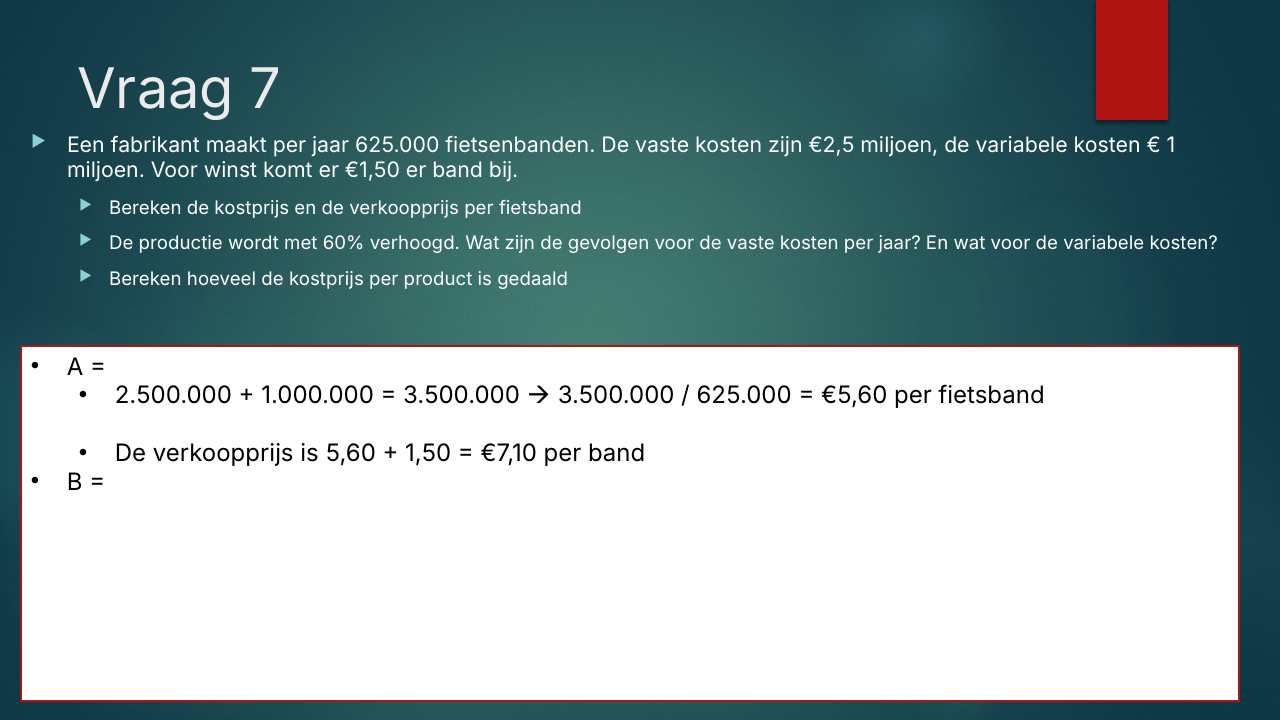 Vraag 7
Een fabrikant maakt per jaar 625.000 fietsenbanden. De vaste kosten zijn €2,5 miljoen, de variabele kosten € 1
miljoen. Voor winst komt er €1,50 er band bij.
Bereken de kostprijs en de verkoopprijs per fietsband
De productie wordt met 60% verhoogd. Wat zijn de gevolgen voor de vaste kosten per jaar? En wat voor de variabele kosten?
Bereken hoeveel de kostprijs per product is gedaald
• A =
• 2.500.000 + 1.000.000 = 3.500.000 → 3.500.000 / 625.000 = €5,60 per fietsband
• De verkoopprijs is 5,60 + 1,50 = €7,10 per band
• B =